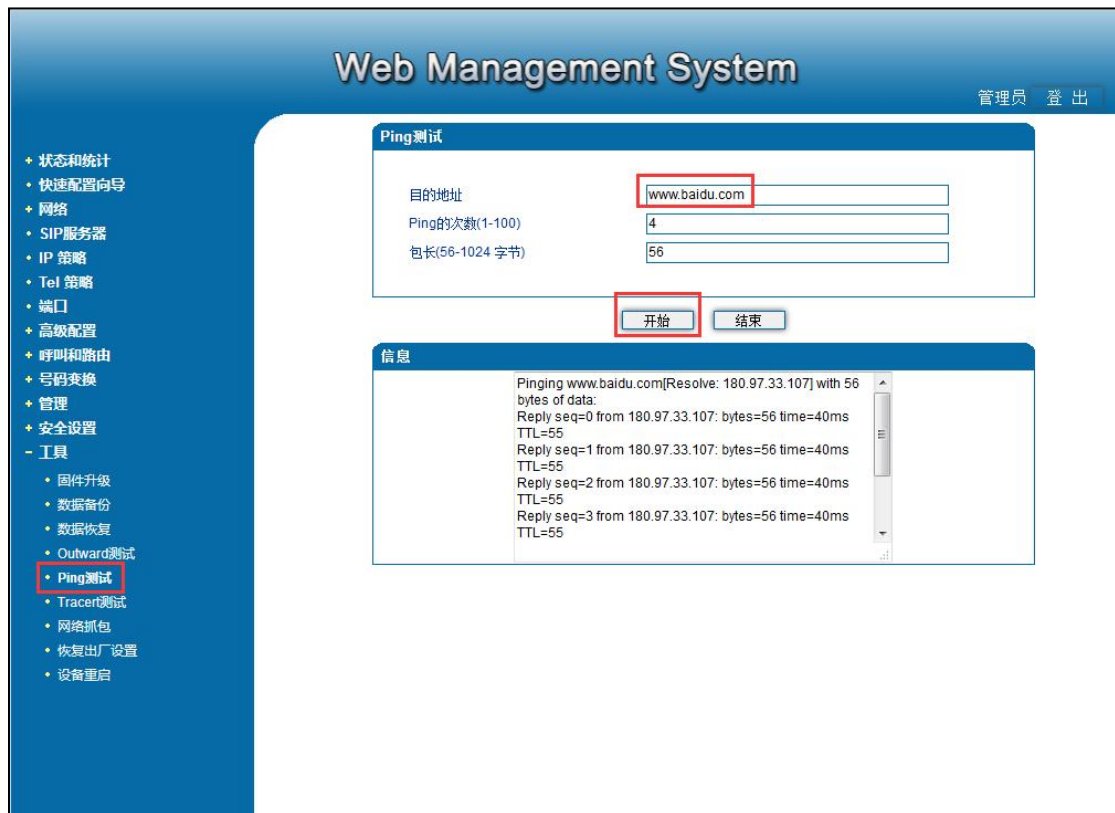 Web Management System
管理员 登 出
+ 状态和统计
• 快速配置向导
+ 网络
• SIP服务器
• IP 策略
• Tel 策略
• 端口
+ 高级配置
+ 呼叫和路由
+ 号码变换
+ 管理
+ 安全设置
- 工具
• 固件升级
• 数据备份
• 数据恢复
• Outward测试
• Ping测试
• Tracert测试
• 网络抓包
• 恢复出厂设置
• 设备重启
Ping测试
目的地址 www.baidu.com
Ping的次数(1-100) 4
包长(56-1024 字节) 56
开始 结束
信息
Pinging www.baidu.com[Resolve: 180.97.33.107] with 56
bytes of data:
Reply seq=0 from 180.97.33.107: bytes=56 time=40ms
TTL=55
Reply seq=1 from 180.97.33.107: bytes=56 time=40ms
TTL=55
Reply seq=2 from 180.97.33.107: bytes=56 time=40ms
TTL=55
Reply seq=3 from 180.97.33.107: bytes=56 time=40ms
TTL=55